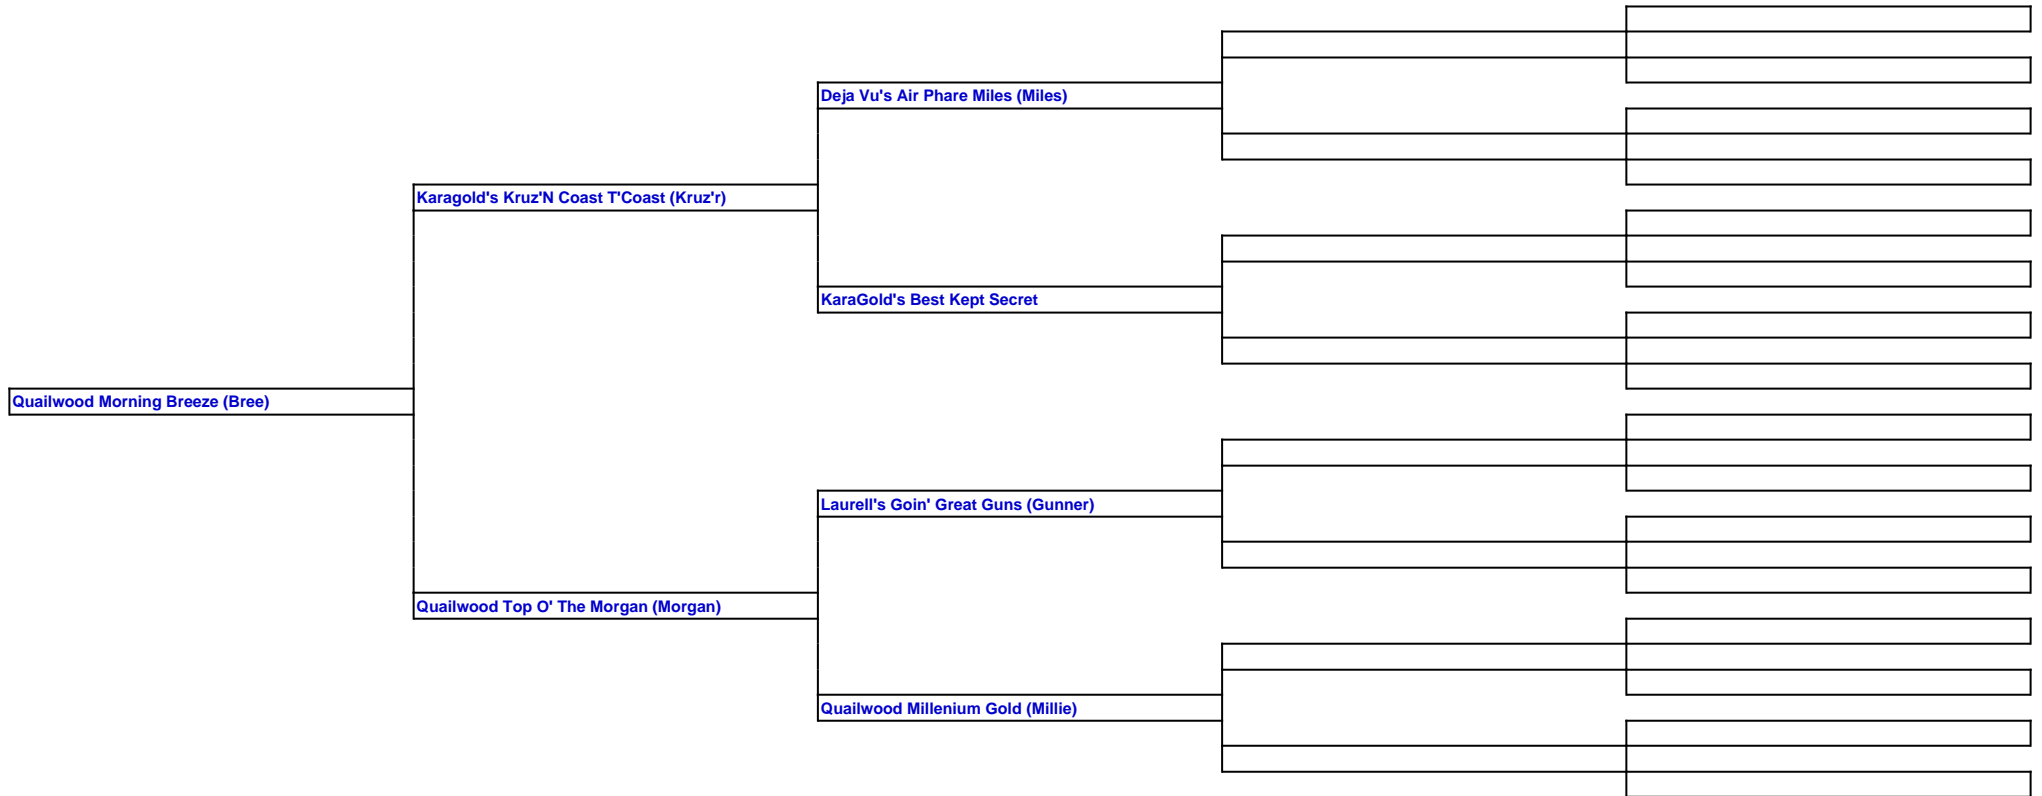 Deja Vu's Air Phare Miles (Miles)
Karagold's Kruz'N Coast T'Coast (Kruz'r)
KaraGold's Best Kept Secret
Quailwood Morning Breeze (Bree)
Laurell's Goin' Great Guns (Gunner)
Quailwood Top O' The Morgan (Morgan)
Quailwood Millenium Gold (Millie)